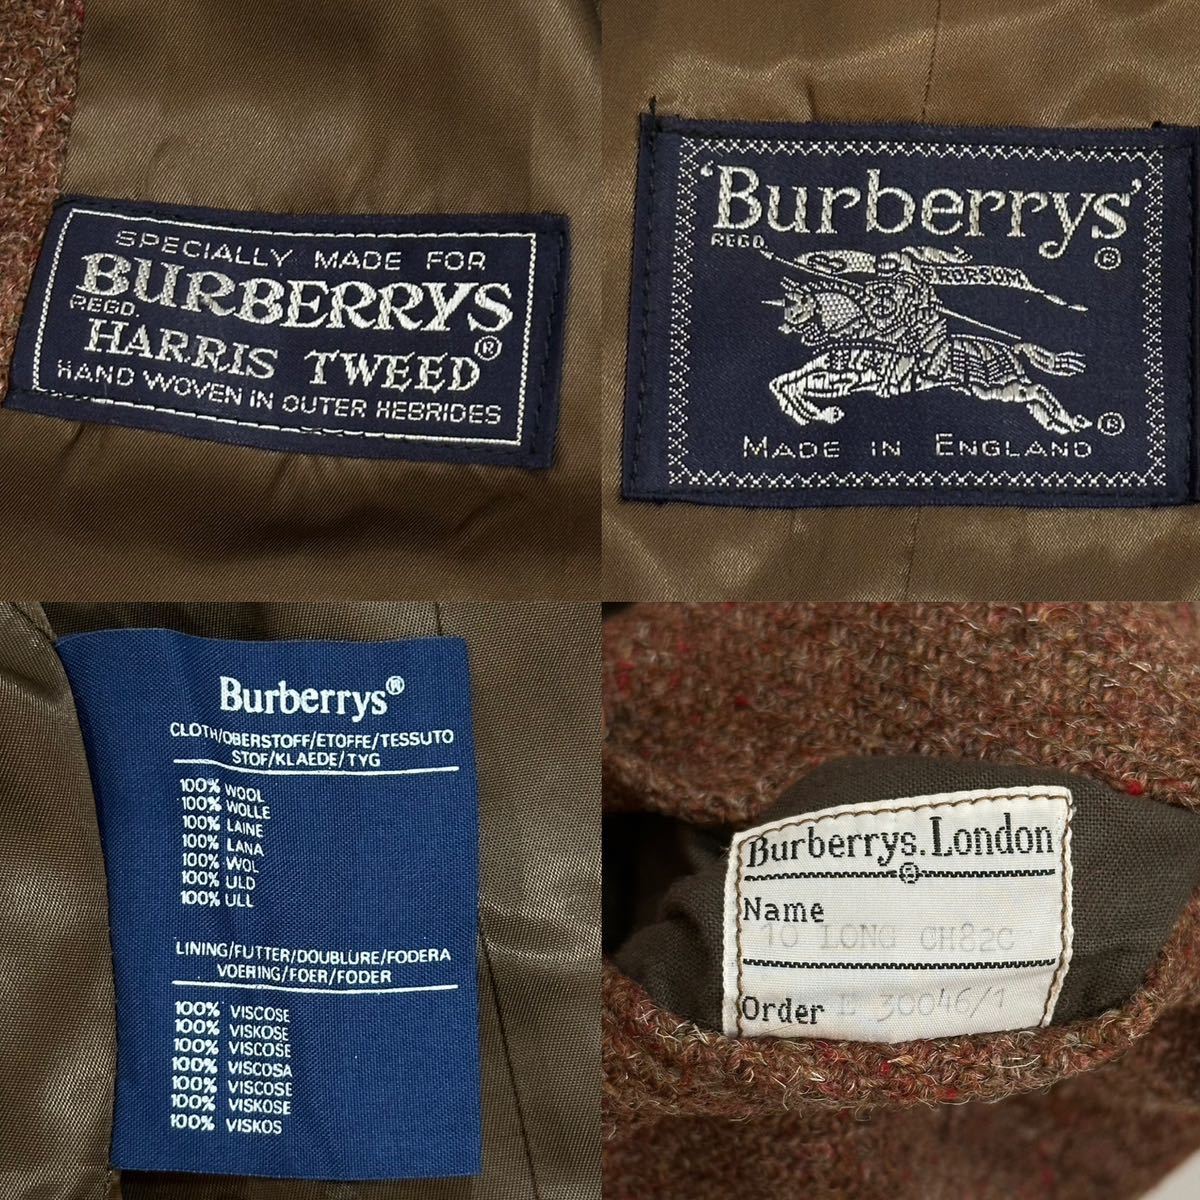 SPECIALLY MADE FOR
BURBERRYS
REGD.
HARRIS TWEED®
HAND WOVEN IN OUTER HEBRIDES
'Burberrys'
REGD. ®
PRORSUM
®
MADE IN ENGLAND
Burberrys®
CLOTH/OBERSTOFF/ETOFFE/TESSUTO
STOF/KLAEDE/TYG
100% WOOL
100% WOLLE
100% LAINE
100% LANA
100% WOL
100% ULD
100% ULL
LINING/FUTTER/DOUBLURE/FODERA
VOERING/FOER/FODER
100% VISCOSE
100% VISKOSE
100% VISCOSE
100% VISCOSA
100% VISCOSE
100% VISKOSE
100% VISKOS
Burberrys.London
®
Name
10 LONG CH82C
Order 30046/1